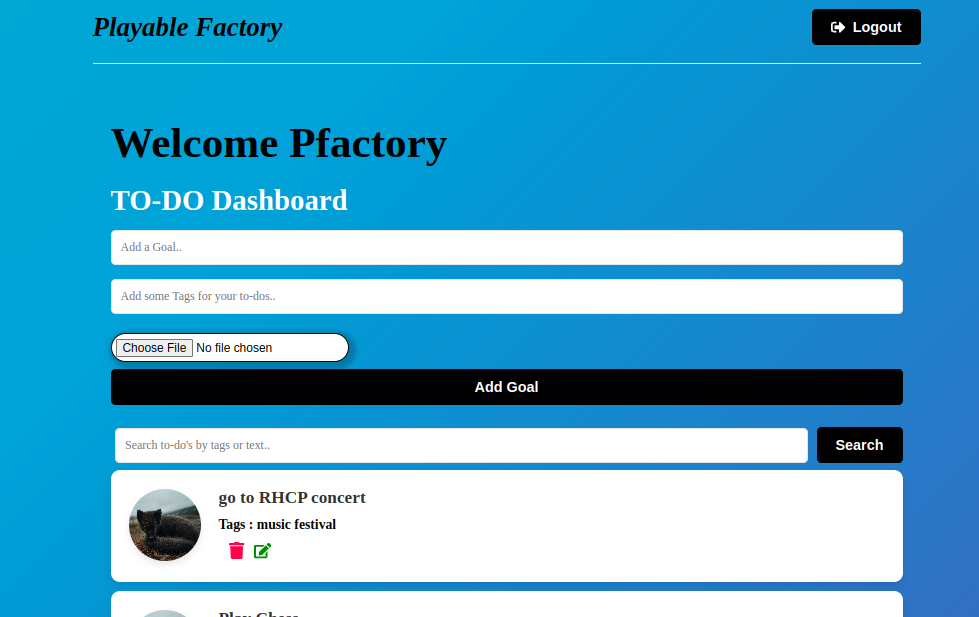 Playable Factory
Logout
Welcome Pfactory
TO-DO Dashboard
Add a Goal..
Add some Tags for your to-dos..
Choose File No file chosen
Add Goal
Search to-do's by tags or text..
Search
go to RHCP concert
Tags : music festival
Play Chess